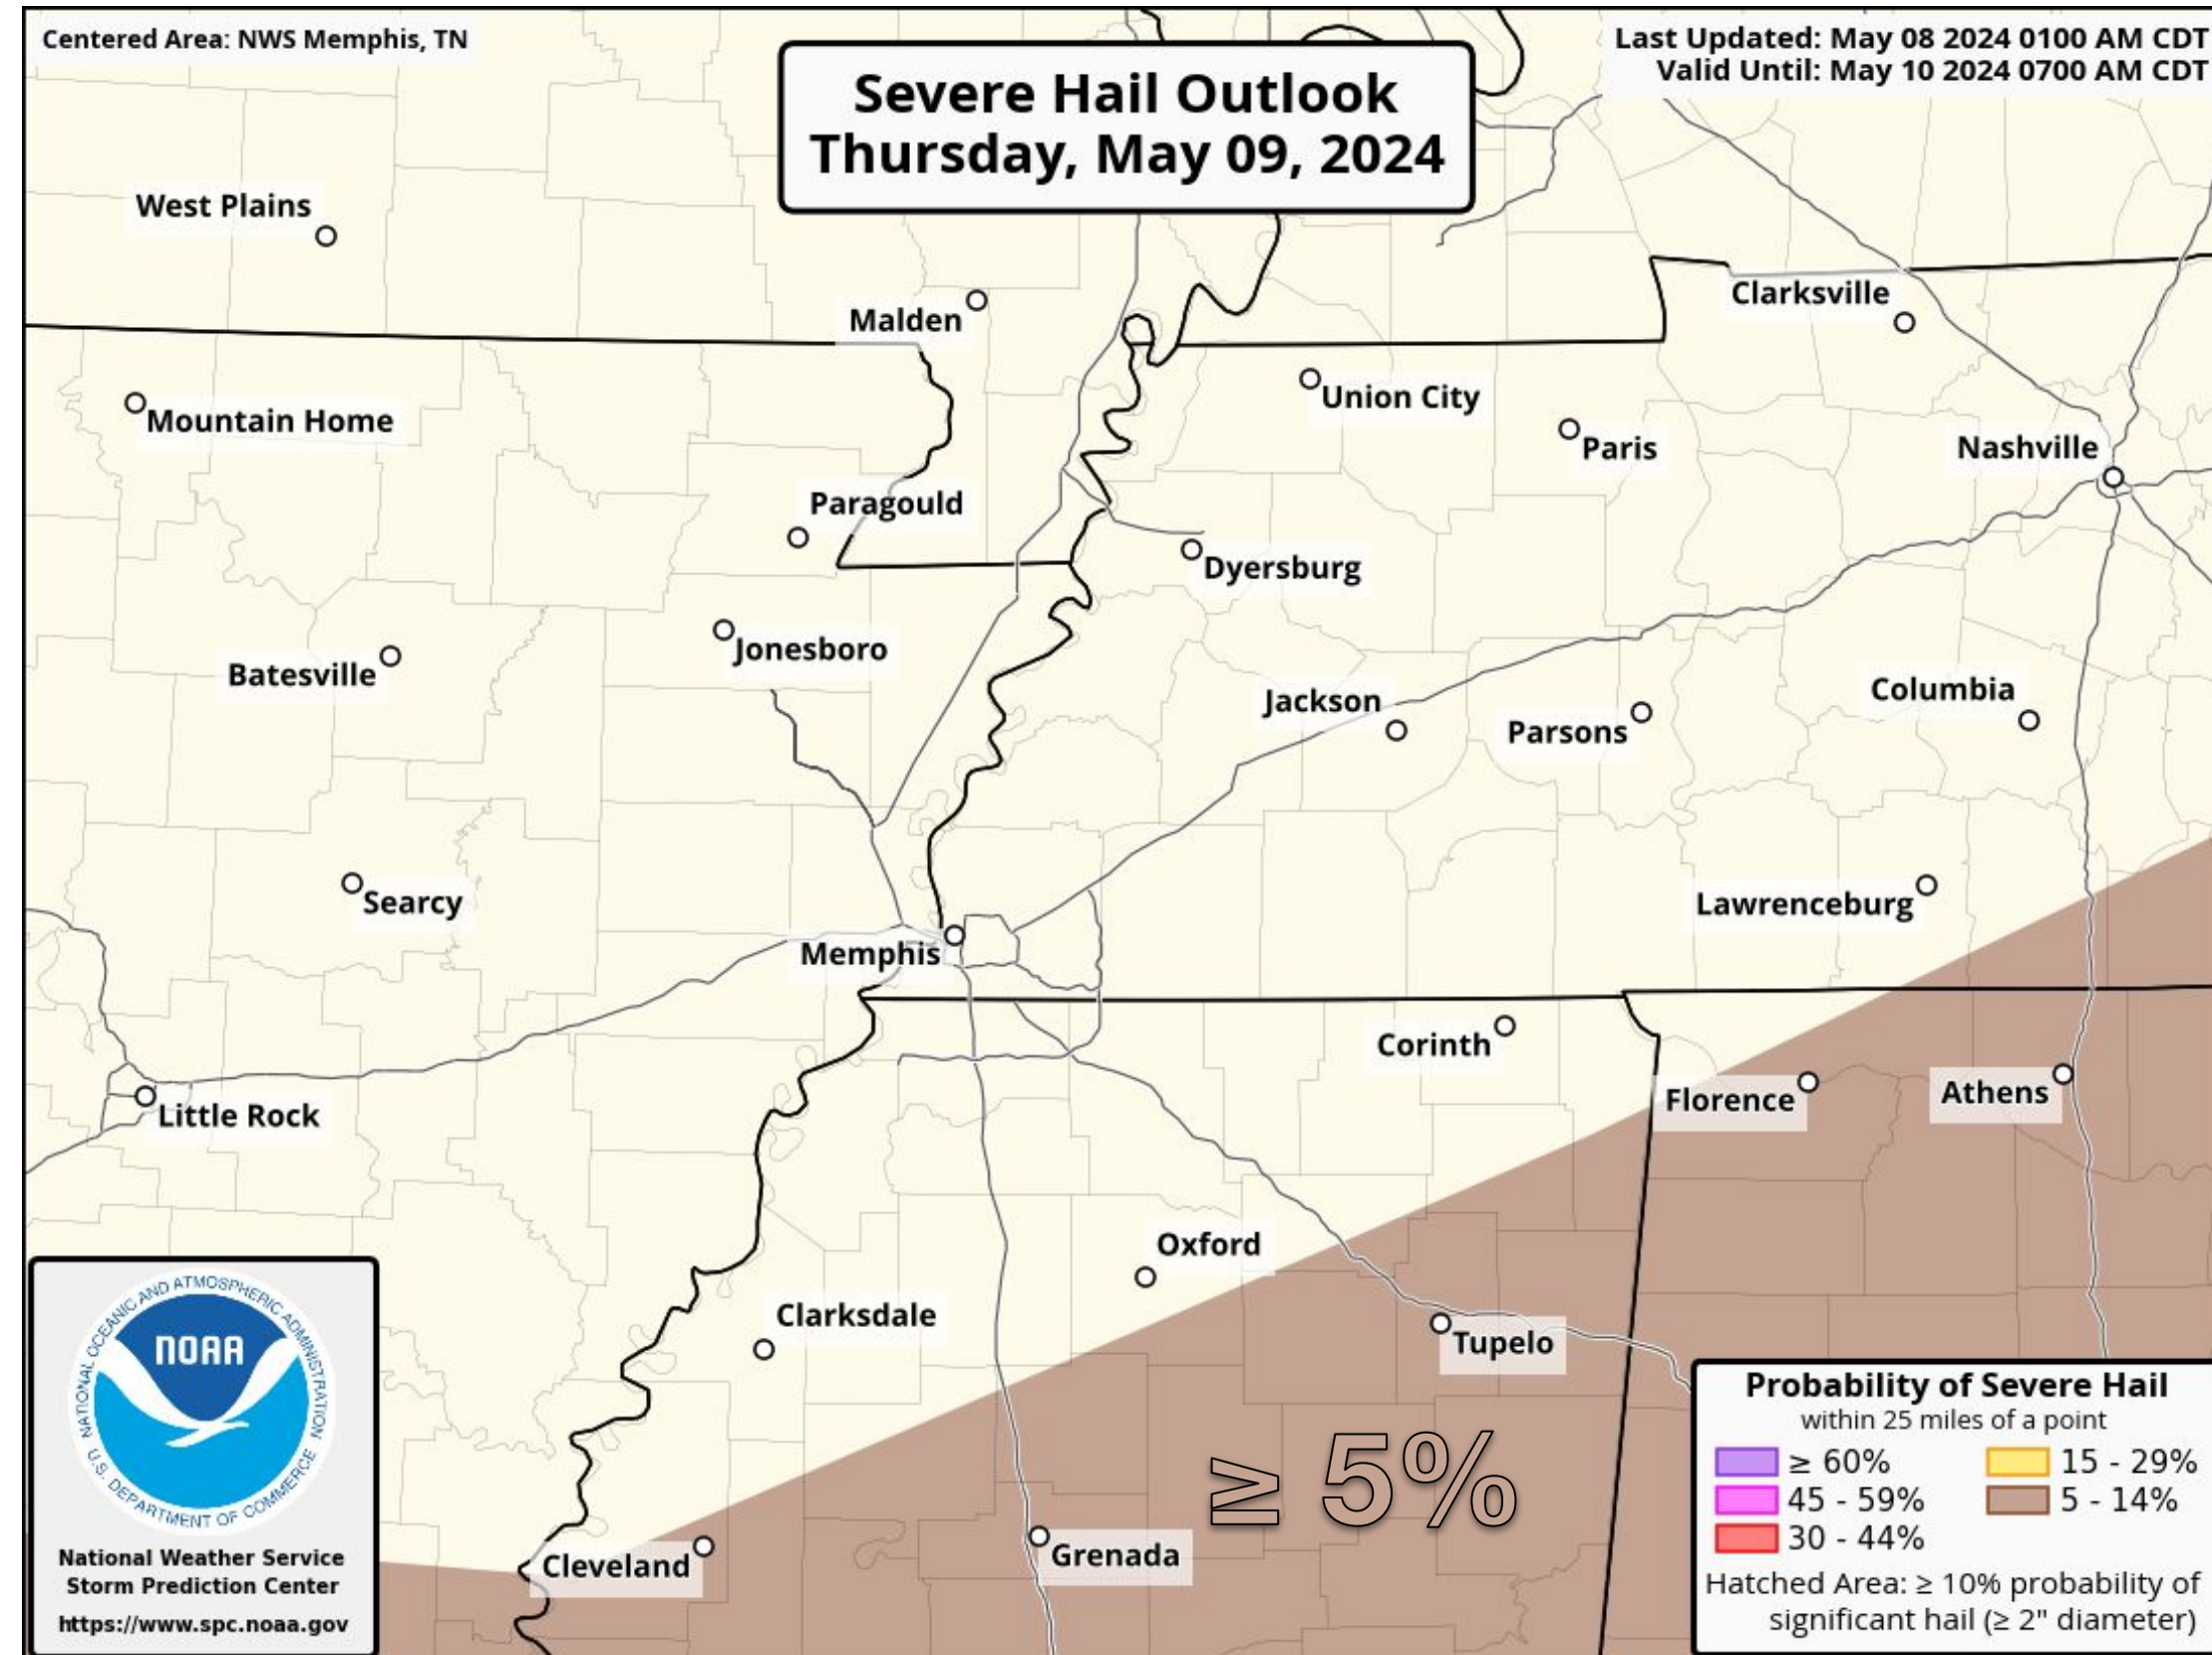 Centered Area: NWS Memphis, TN
Severe Hail Outlook
Thursday, May 09, 2024
Last Updated: May 08 2024 0100 AM CDT
Valid Until: May 10 2024 0700 AM CDT
West Plains
Malden
Clarksville
Mountain Home
Union City
Paris
Nashville
Paragould
Dyersburg
Jonesboro
Batesville
Jackson
Parsons
Columbia
Searcy
Lawrenceburg
Memphis
Corinth
Little Rock
Florence
Athens
Oxford
Clarksdale
Tupelo
≥ 5%
Cleveland
Grenada
NATIONAL OCEANIC AND ATMOSPHERIC ADMINISTRATION
NOAA
U.S. DEPARTMENT OF COMMERCE
National Weather Service
Storm Prediction Center
https://www.spc.noaa.gov
Probability of Severe Hail
within 25 miles of a point
≥ 60% 15 - 29%
45 - 59% 5 - 14%
30 - 44%
Hatched Area: ≥ 10% probability of
significant hail (≥ 2" diameter)